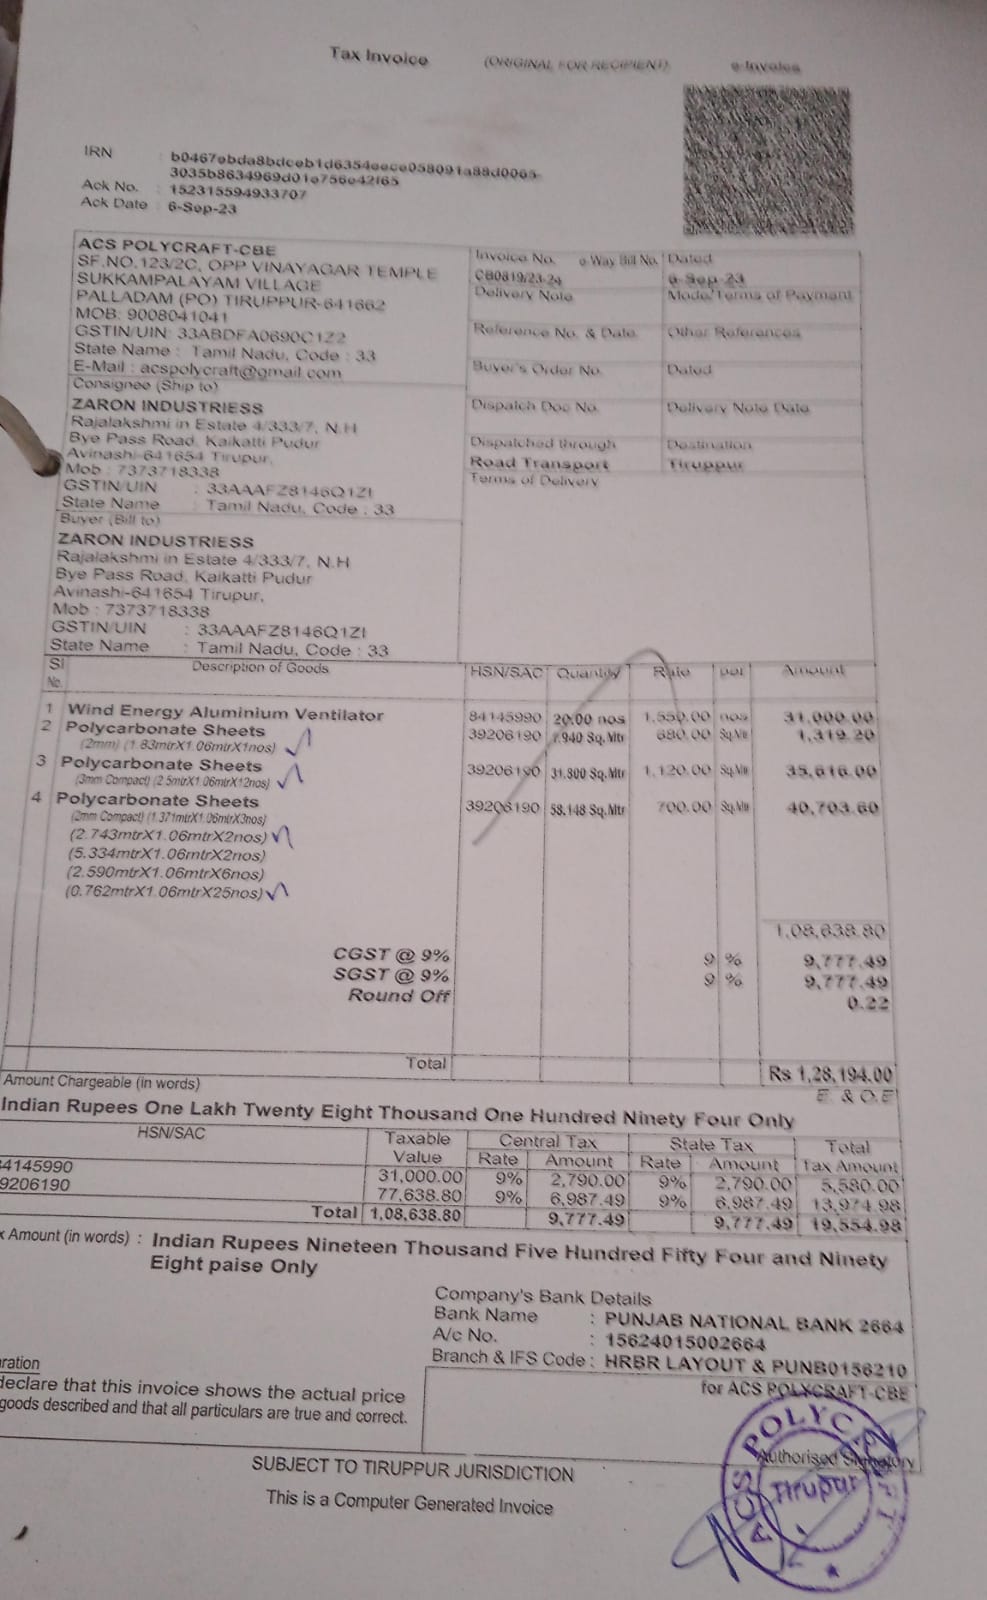 Tax Invoice (ORIGINAL FOR RECIPIENT) e-Invoice
IRN : b0467ebda8bdceb1d6354eece058091a88d0065-
3035b8634969d01e756e42f65
Ack No. : 152315594933707
Ack Date : 6-Sep-23
ACS POLYCRAFT-CBE
SF.NO.123/2C, OPP VINAYAGAR TEMPLE
SUKKAMPALAYAM VILLAGE
PALLADAM (PO) TIRUPPUR-641662
MOB: 9008041041
GSTIN/UIN: 33ABDFA0690C1Z2
State Name : Tamil Nadu, Code : 33
E-Mail : acspolycraft@gmail.com
Invoice No. e-Way Bill No. Dated
CB0819/23-24 6-Sep-23
Delivery Note Mode/Terms of Payment
Reference No. & Date. Other References
Buyer's Order No. Dated
Dispatch Doc No. Delivery Note Date
Dispatched through Destination
Road Transport Tiruppur
Terms of Delivery
Consignee (Ship to)
ZARON INDUSTRIESS
Rajalakshmi in Estate 4/333/7, N.H
Bye Pass Road, Kaikatti Pudur
Avinashi-641654 Tirupur,
Mob : 7373718338
GSTIN/UIN : 33AAAFZ8146Q1ZI
State Name : Tamil Nadu, Code : 33
Buyer (Bill to)
ZARON INDUSTRIESS
Rajalakshmi in Estate 4/333/7, N.H
Bye Pass Road, Kaikatti Pudur
Avinashi-641654 Tirupur,
Mob : 7373718338
GSTIN/UIN : 33AAAFZ8146Q1ZI
State Name : Tamil Nadu, Code : 33
Sl No. Description of Goods HSN/SAC Quantity Rate per Amount
1 Wind Energy Aluminium Ventilator 84145990 20.00 nos 1,550.00 nos 31,000.00
2 Polycarbonate Sheets 39206190 1.940 Sq.Mtr 680.00 Sq.Mtr 1,319.20
(2mm) (1.83mtrX1.06mtrX1nos)
3 Polycarbonate Sheets 39206190 31.800 Sq.Mtr 1,120.00 Sq.Mtr 35,616.00
(3mm Compact) (2.5mtrX1.06mtrX12nos)
4 Polycarbonate Sheets 39206190 58.148 Sq.Mtr 700.00 Sq.Mtr 40,703.60
(2mm Compact) (1.371mtrX1.06mtrX3nos)
(2.743mtrX1.06mtrX2nos)
(5.334mtrX1.06mtrX2nos)
(2.590mtrX1.06mtrX6nos)
(0.762mtrX1.06mtrX25nos)
1,08,638.80
CGST @ 9% 9 % 9,777.49
SGST @ 9% 9 % 9,777.49
Round Off 0.22
Total Rs 1,28,194.00
Amount Chargeable (in words) E. & O.E
Indian Rupees One Lakh Twenty Eight Thousand One Hundred Ninety Four Only
HSN/SAC Taxable Value Central Tax State Tax Total Tax Amount
Rate Amount Rate Amount
84145990 31,000.00 9% 2,790.00 9% 2,790.00 5,580.00
9206190 77,638.80 9% 6,987.49 9% 6,987.49 13,974.98
Total 1,08,638.80 9,777.49 9,777.49 19,554.98
x Amount (in words) : Indian Rupees Nineteen Thousand Five Hundred Fifty Four and Ninety
Eight paise Only
Company's Bank Details
Bank Name : PUNJAB NATIONAL BANK 2664
A/c No. : 15624015002664
Branch & IFS Code : HRBR LAYOUT & PUNB0156210
aration
declare that this invoice shows the actual price
goods described and that all particulars are true and correct.
for ACS POLYCRAFT-CBE
Authorised Signatory
ACS POLYCRAFT
Tirupur
SUBJECT TO TIRUPPUR JURISDICTION
This is a Computer Generated Invoice